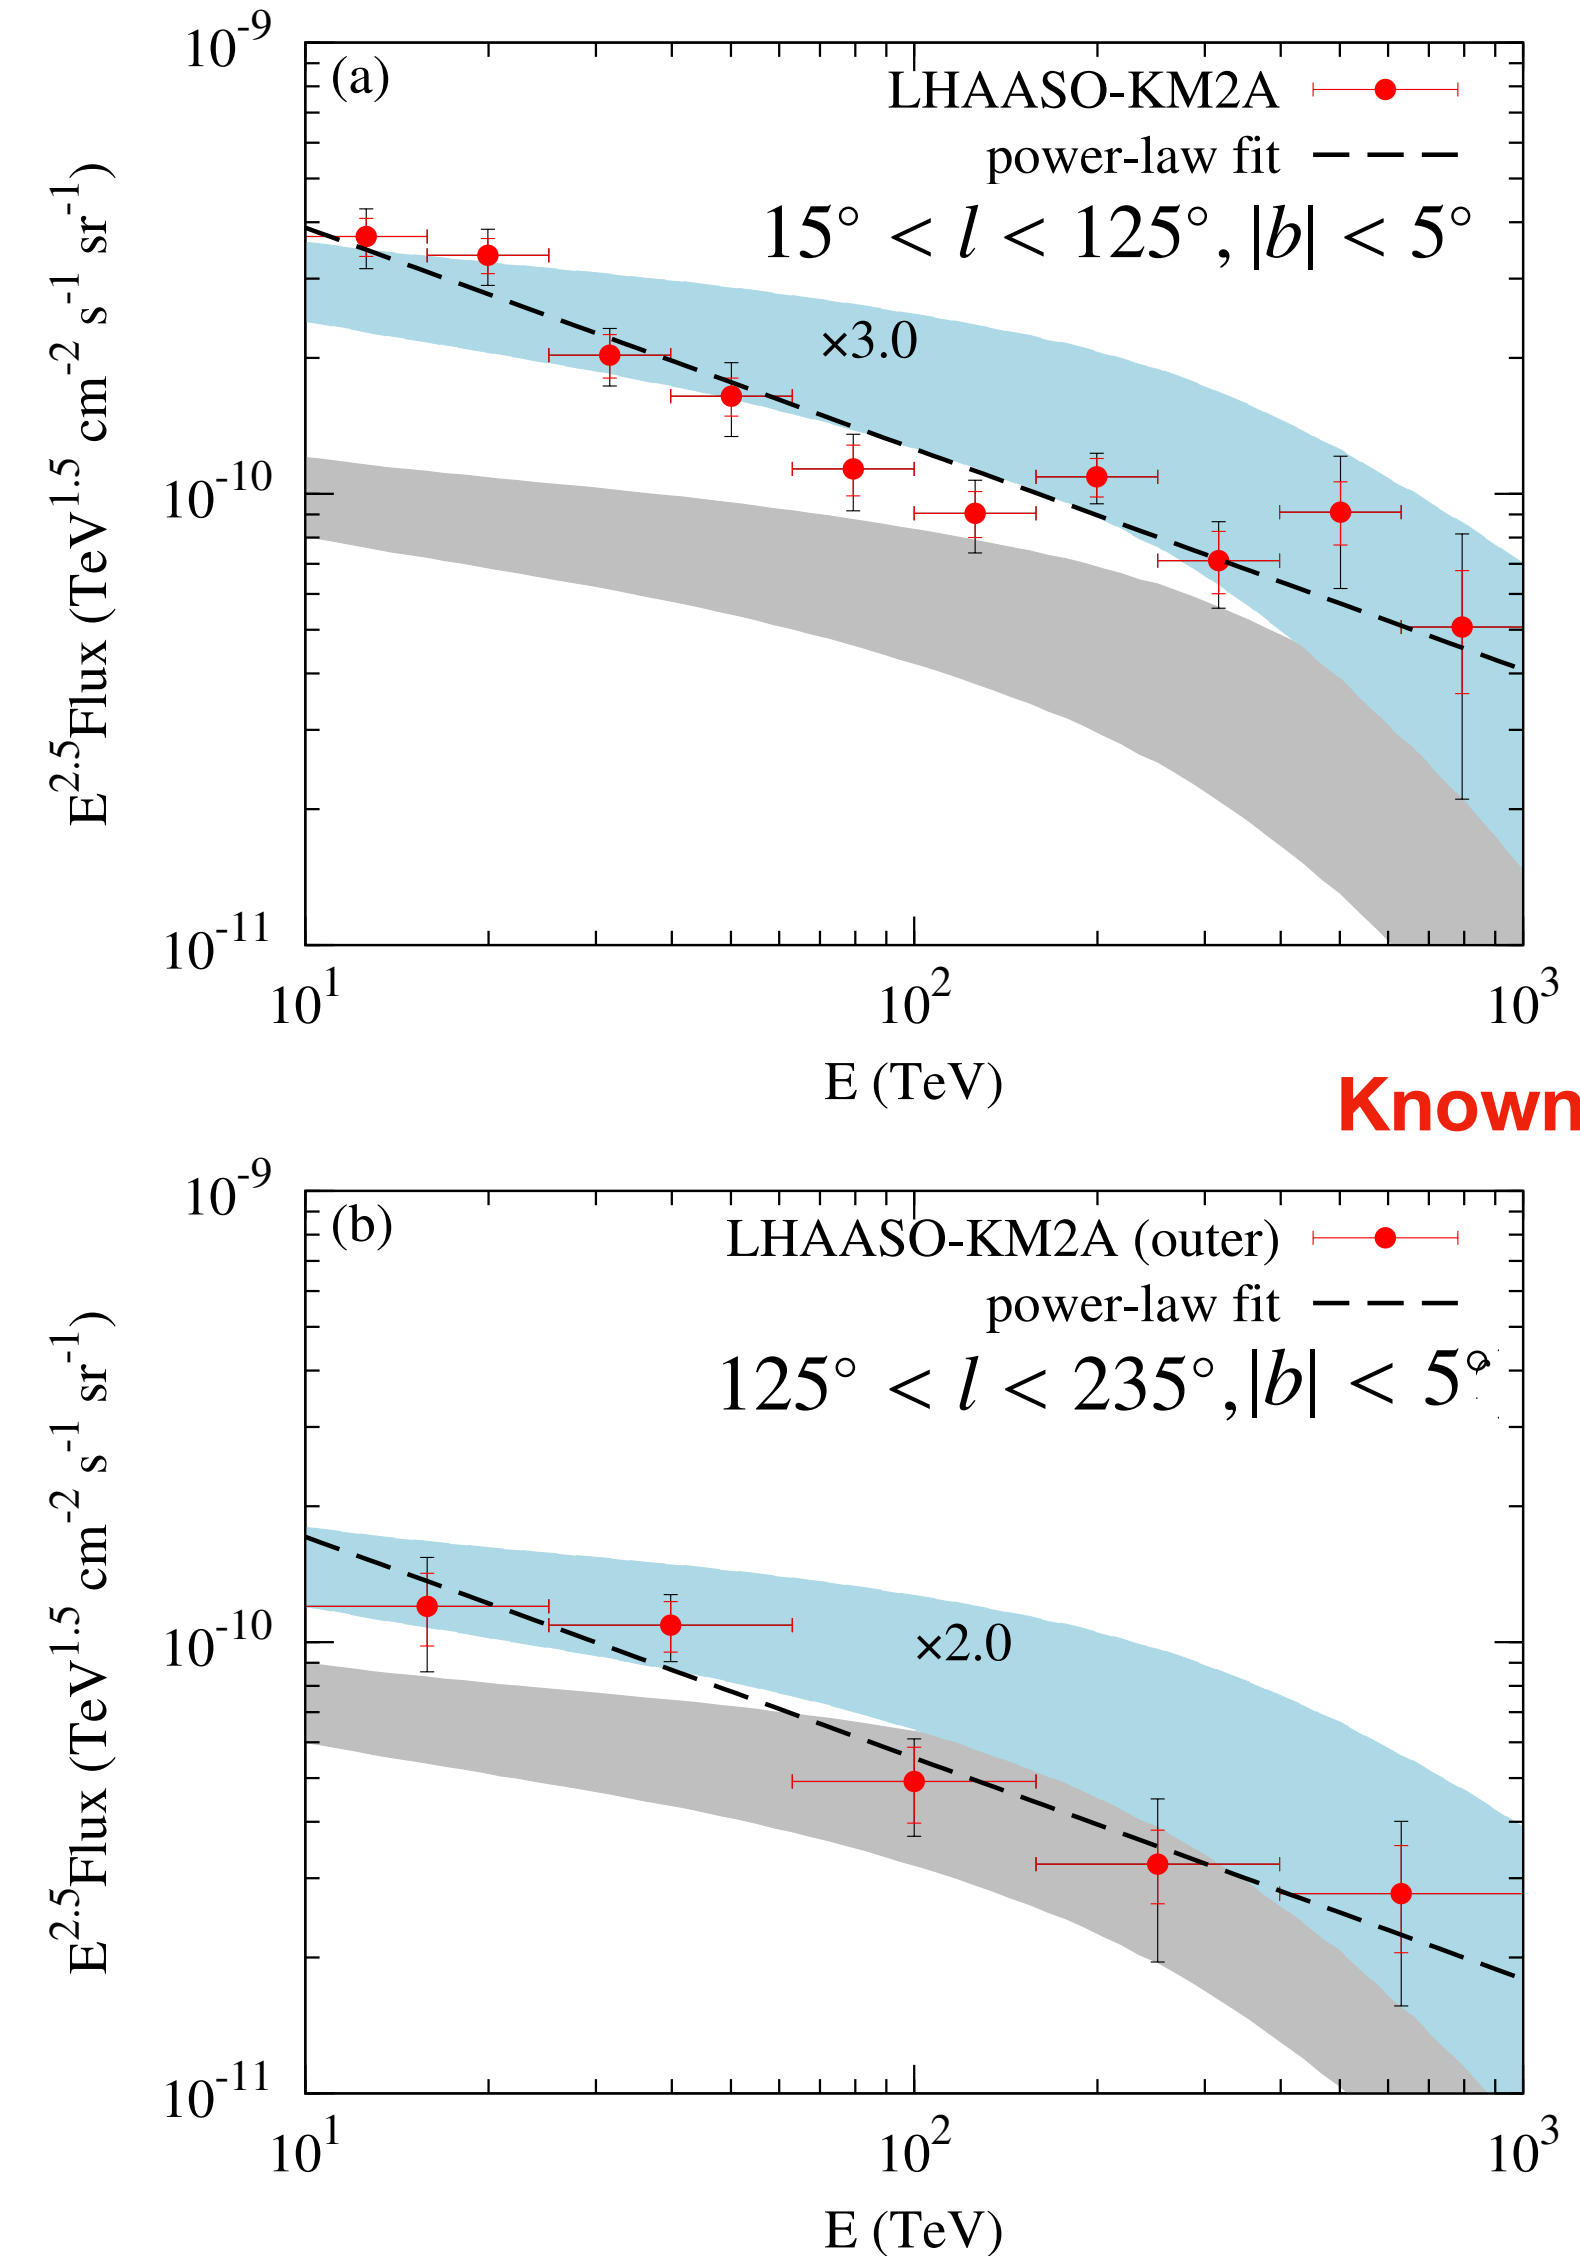 (a)
LHAASO-KM2A
power-law fit
15° < l < 125°, |b| < 5°
×3.0
10⁻⁹
10⁻¹⁰
10⁻¹¹
E²·⁵Flux (TeV¹·⁵ cm⁻² s⁻¹ sr⁻¹)
10¹ 10² 10³
E (TeV)
Known
(b)
LHAASO-KM2A (outer)
power-law fit
125° < l < 235°, |b| < 5°
×2.0
10⁻⁹
10⁻¹⁰
10⁻¹¹
E²·⁵Flux (TeV¹·⁵ cm⁻² s⁻¹ sr⁻¹)
10¹ 10² 10³
E (TeV)